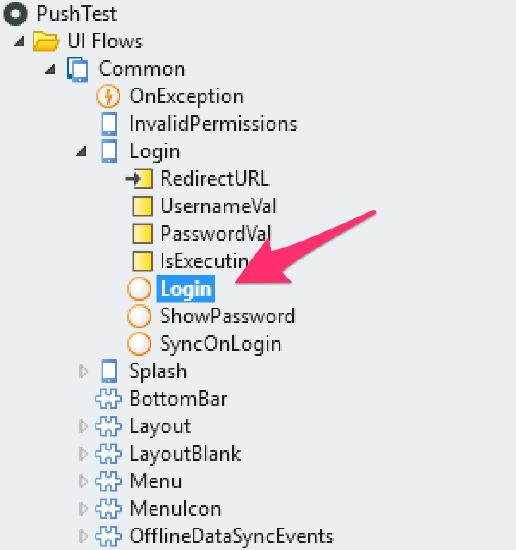 PushTest
UI Flows
Common
OnException
InvalidPermissions
Login
RedirectURL
UsernameVal
PasswordVal
IsExecutin
Login
ShowPassword
SyncOnLogin
Splash
BottomBar
Layout
LayoutBlank
Menu
MenuIcon
OfflineDataSyncEvents